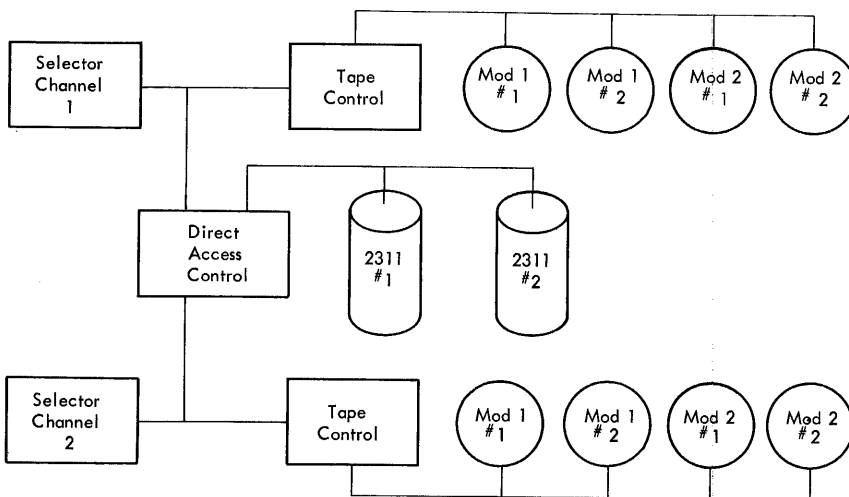 Selector
Channel
1
Tape
Control
Mod 1
#1
Mod 1
#2
Mod 2
#1
Mod 2
#2
Direct
Access
Control
2311
#1
2311
#2
Selector
Channel
2
Tape
Control
Mod 1
#1
Mod 1
#2
Mod 2
#1
Mod 2
#2